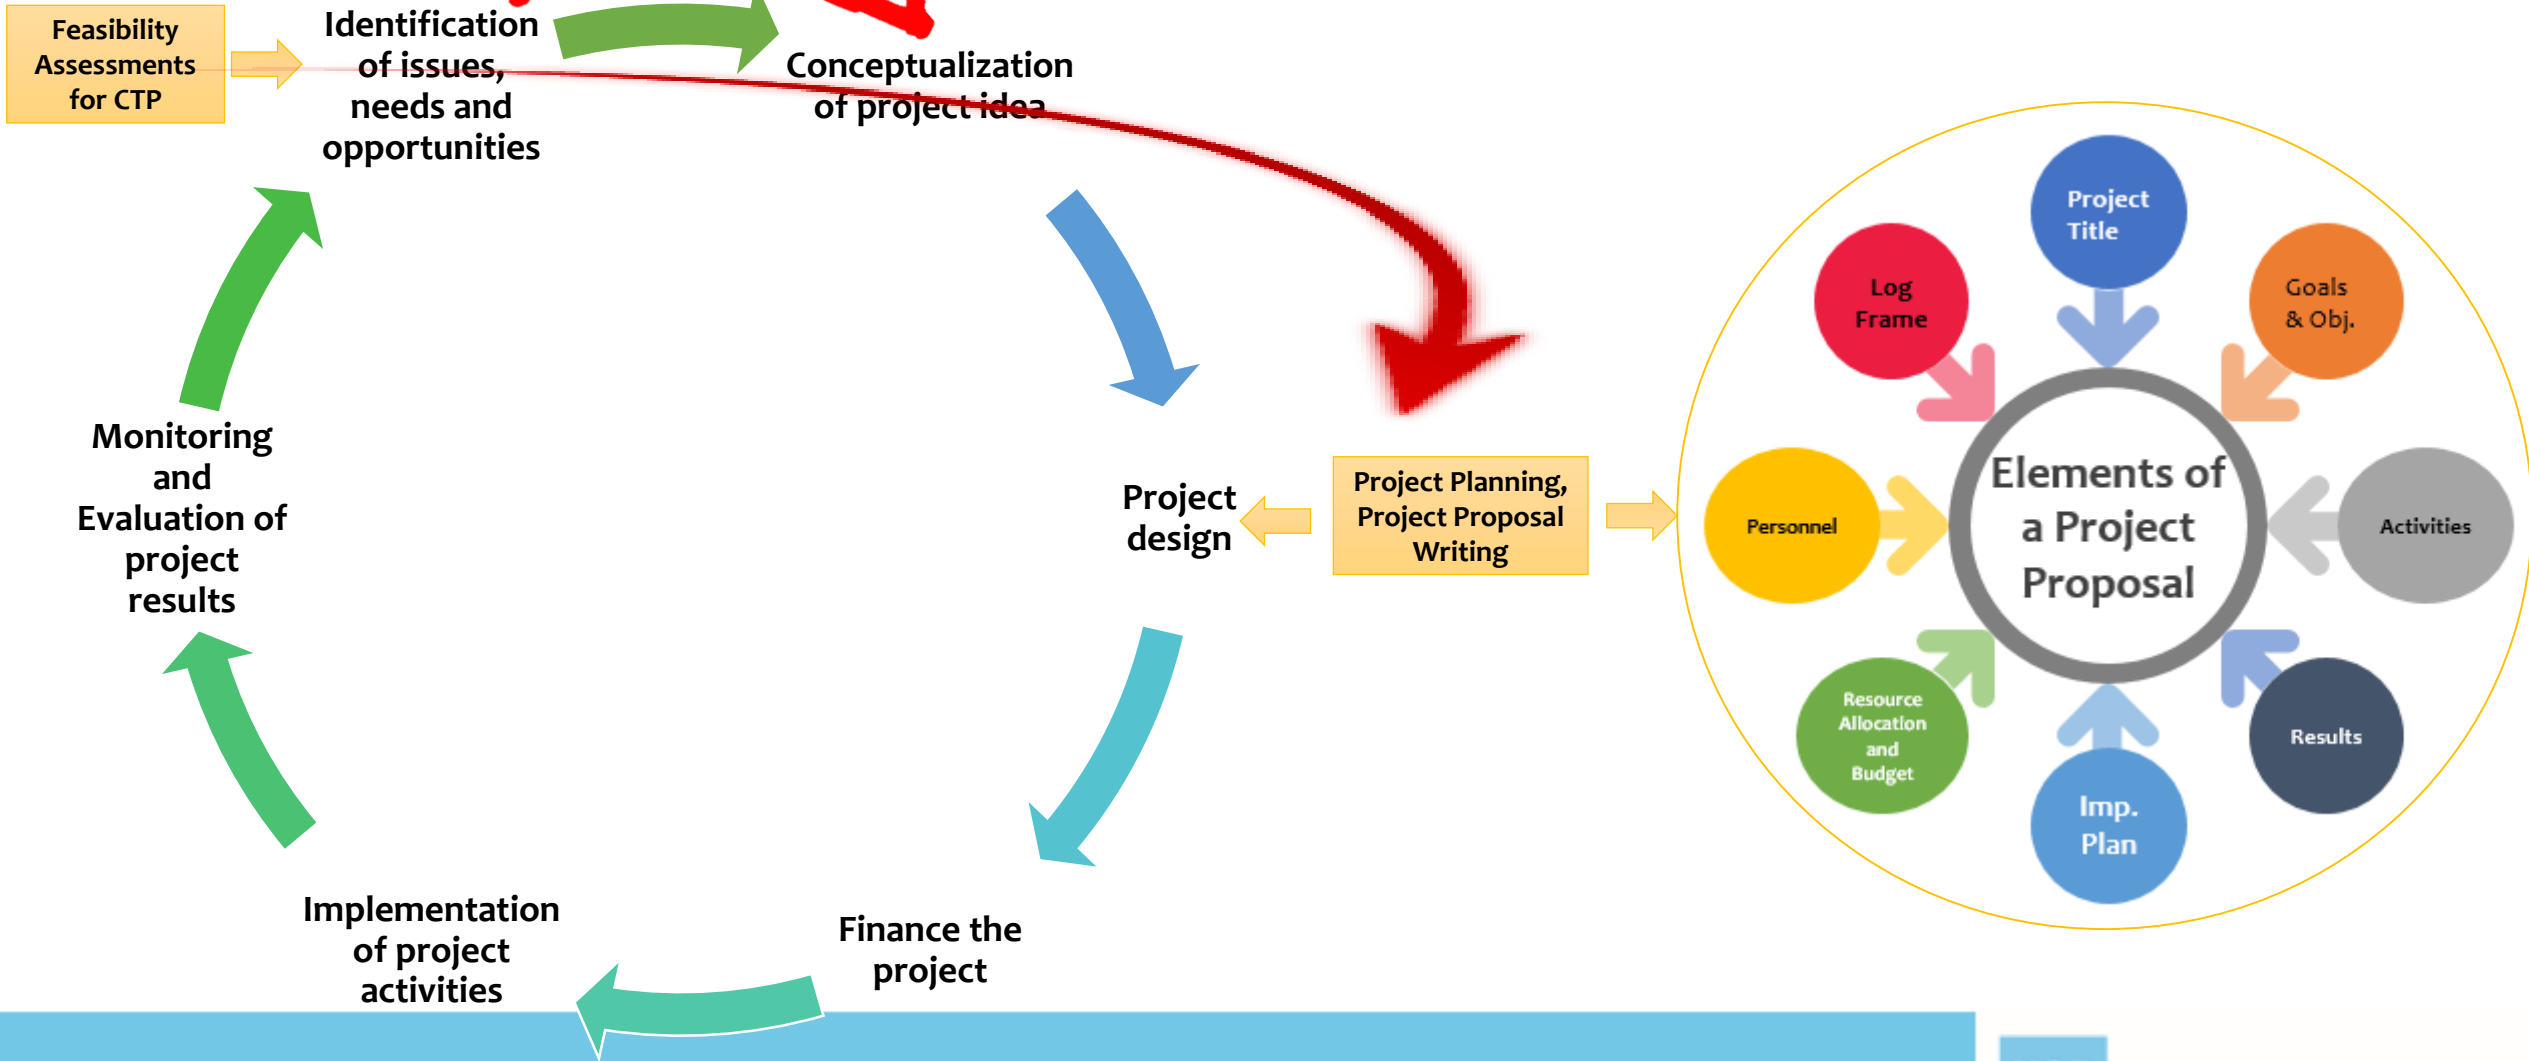 Feasibility
Assessments
for CTP
Identification
of issues,
needs and
opportunities
Conceptualization
of project idea
Project
design
Project Planning,
Project Proposal
Writing
Finance the
project
Implementation
of project
activities
Monitoring
and
Evaluation of
project
results
Elements of
a Project
Proposal
Project
Title
Goals
& Obj.
Activities
Results
Imp.
Plan
Resource
Allocation
and
Budget
Personnel
Log
Frame